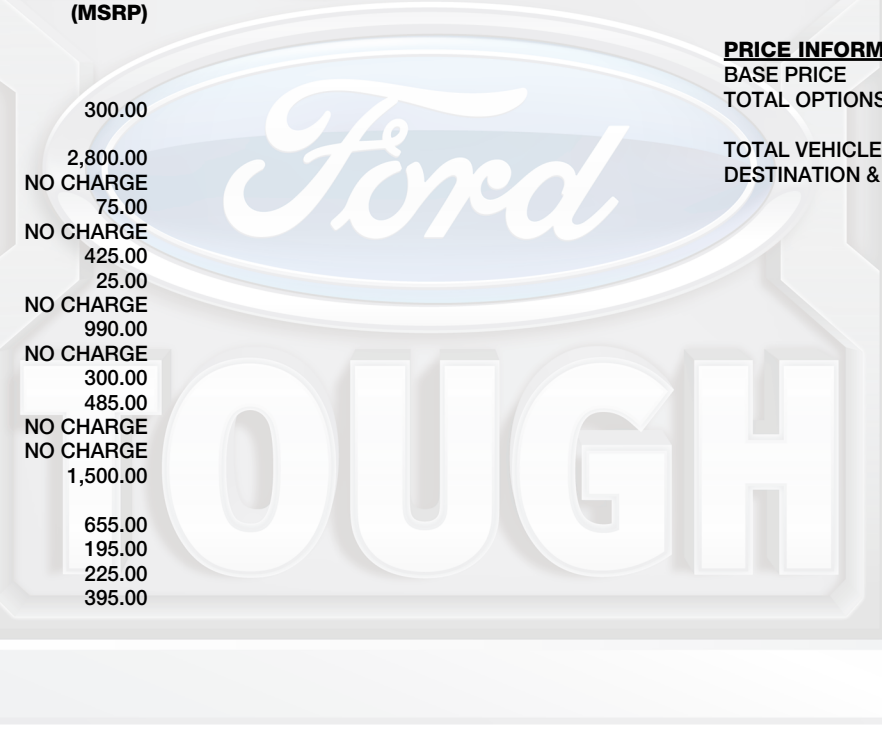 (MSRP)
300.00
2,800.00
NO CHARGE
75.00
NO CHARGE
425.00
25.00
NO CHARGE
990.00
NO CHARGE
300.00
485.00
NO CHARGE
NO CHARGE
1,500.00
655.00
195.00
225.00
395.00
PRICE INFORM
BASE PRICE
TOTAL OPTIONS
TOTAL VEHICLE
DESTINATION &
Ford
TOUGH